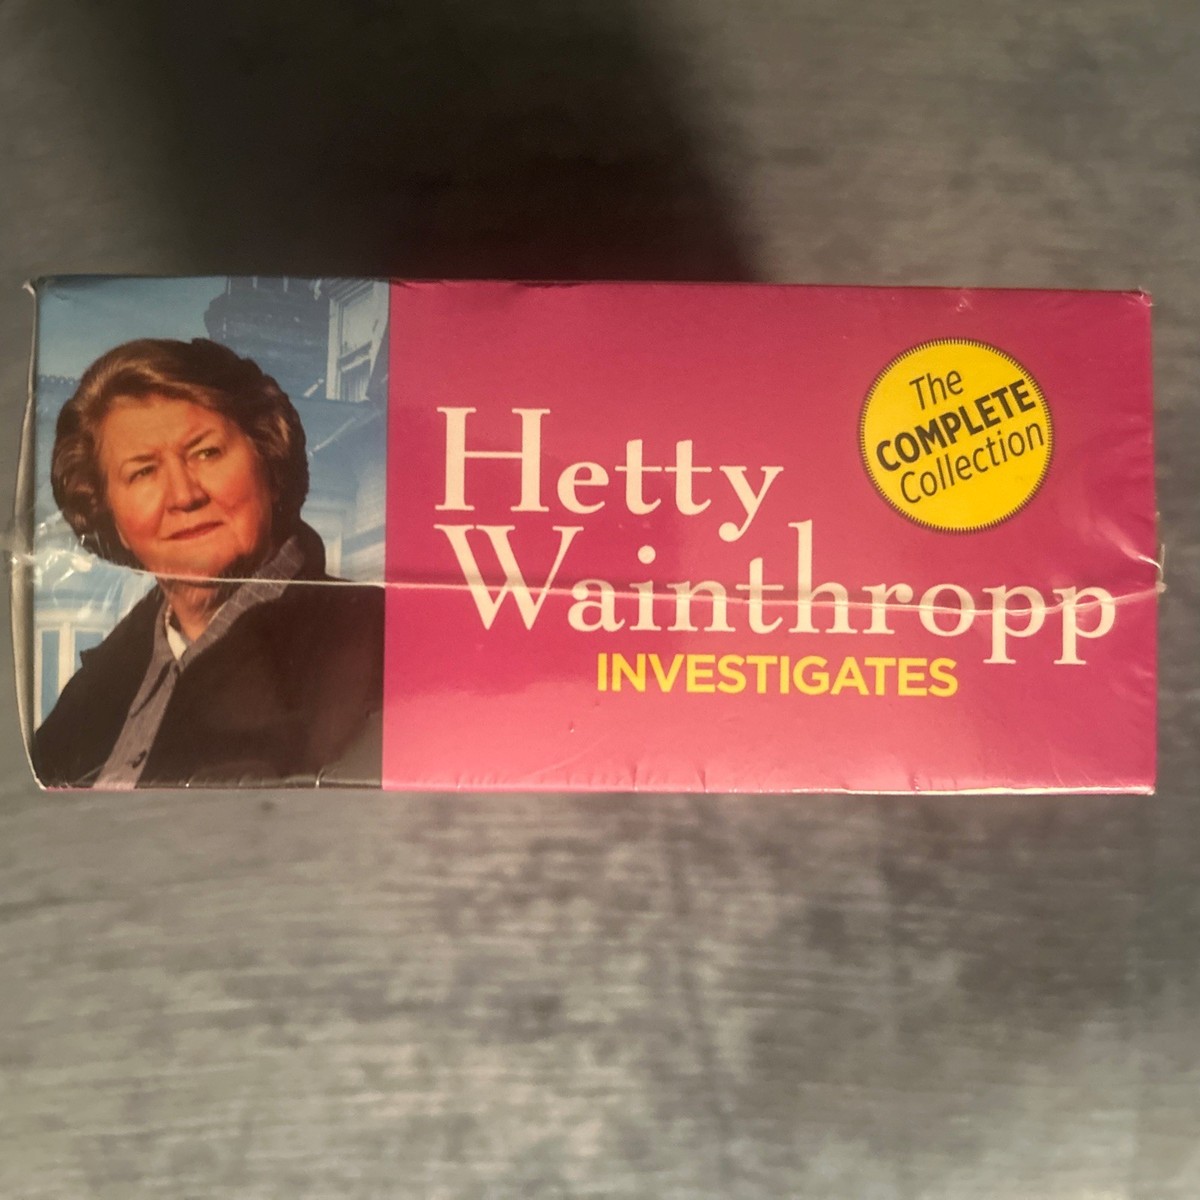 Hetty
Wainthropp
INVESTIGATES
The
COMPLETE
Collection